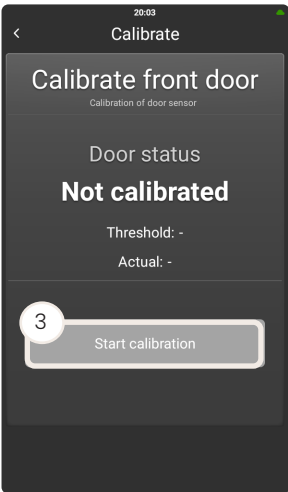 20:03
Calibrate
Calibrate front door
Calibration of door sensor
Door status
Not calibrated
Threshold: -
Actual: -
3
Start calibration